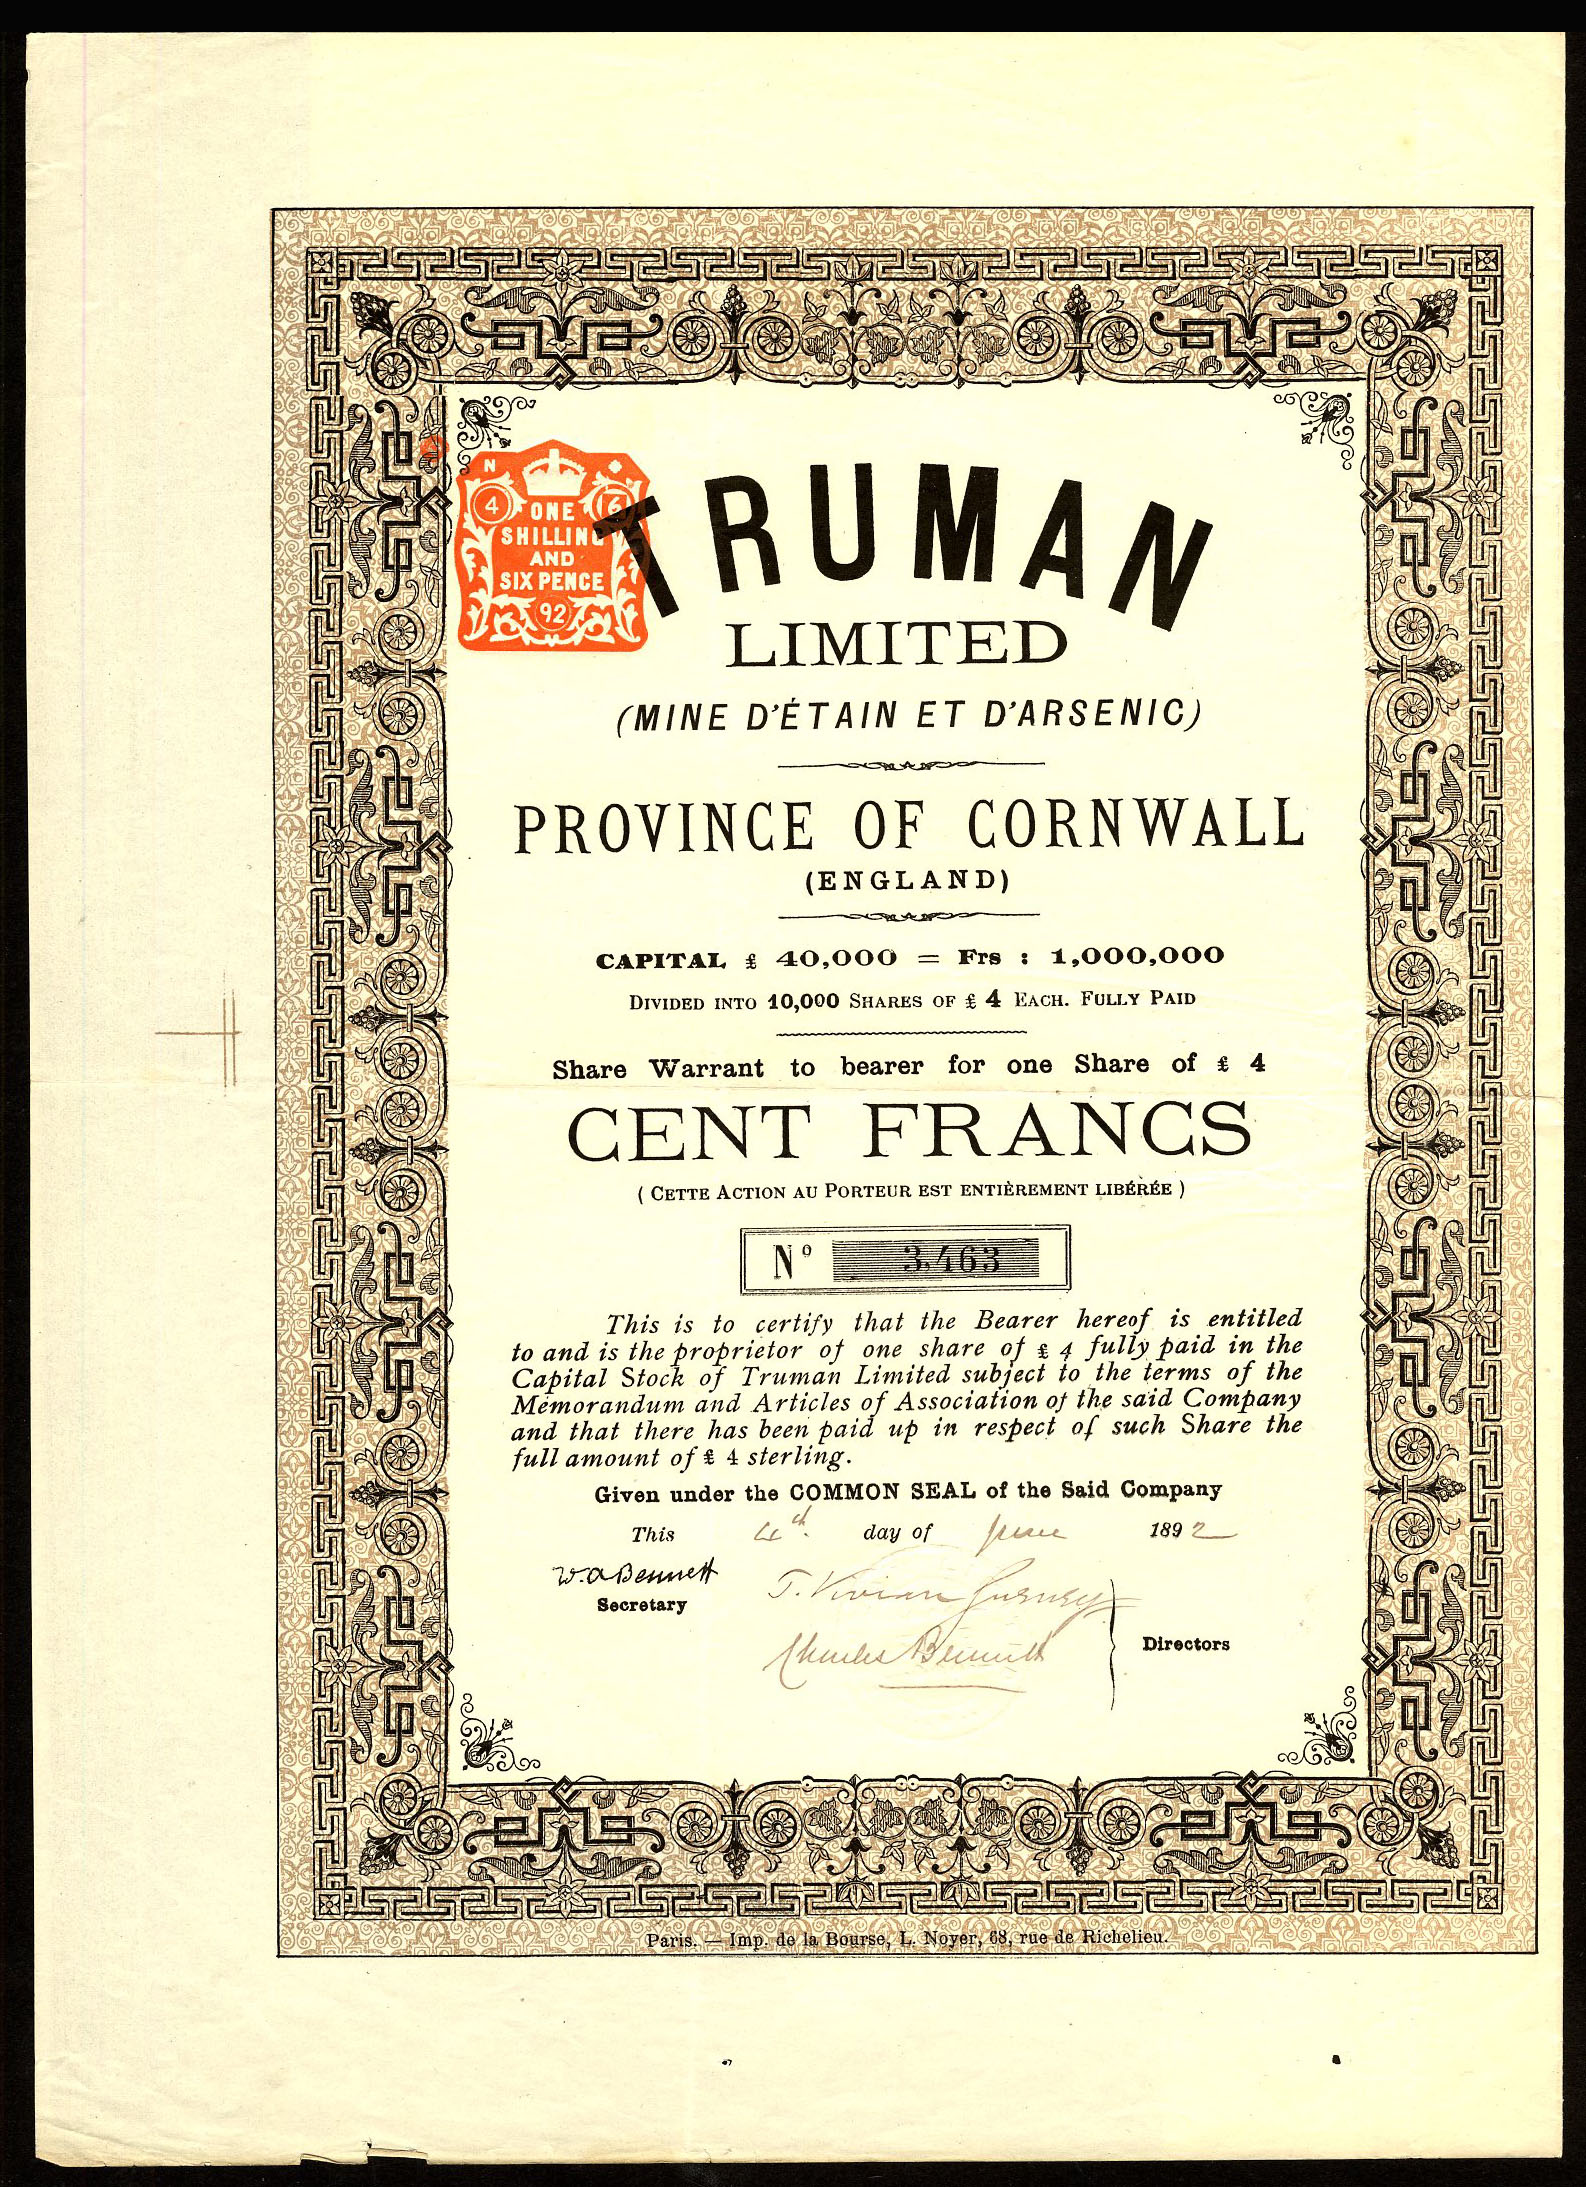 N
4 6
ONE
SHILLING
AND
SIX PENCE
92
TRUMAN
LIMITED
(MINE D'ÉTAIN ET D'ARSENIC)
PROVINCE OF CORNWALL
(ENGLAND)
CAPITAL £ 40,000 = Frs : 1,000,000
DIVIDED INTO 10,000 SHARES OF £ 4 EACH. FULLY PAID
Share Warrant to bearer for one Share of £ 4
CENT FRANCS
( CETTE ACTION AU PORTEUR EST ENTIÈREMENT LIBÉRÉE )
Nº 3.463
This is to certify that the Bearer hereof is entitled
to and is the proprietor of one share of £ 4 fully paid in the
Capital Stock of Truman Limited subject to the terms of the
Memorandum and Articles of Association of the said Company
and that there has been paid up in respect of such Share the
full amount of £ 4 sterling.
Given under the COMMON SEAL of the Said Company
This 4th day of June 1892
W. A Bennett
Secretary
T. Vivian Gurney
Charles Bennett
Directors
Paris. — Imp. de la Bourse, L. Noyer, 68, rue de Richelieu.